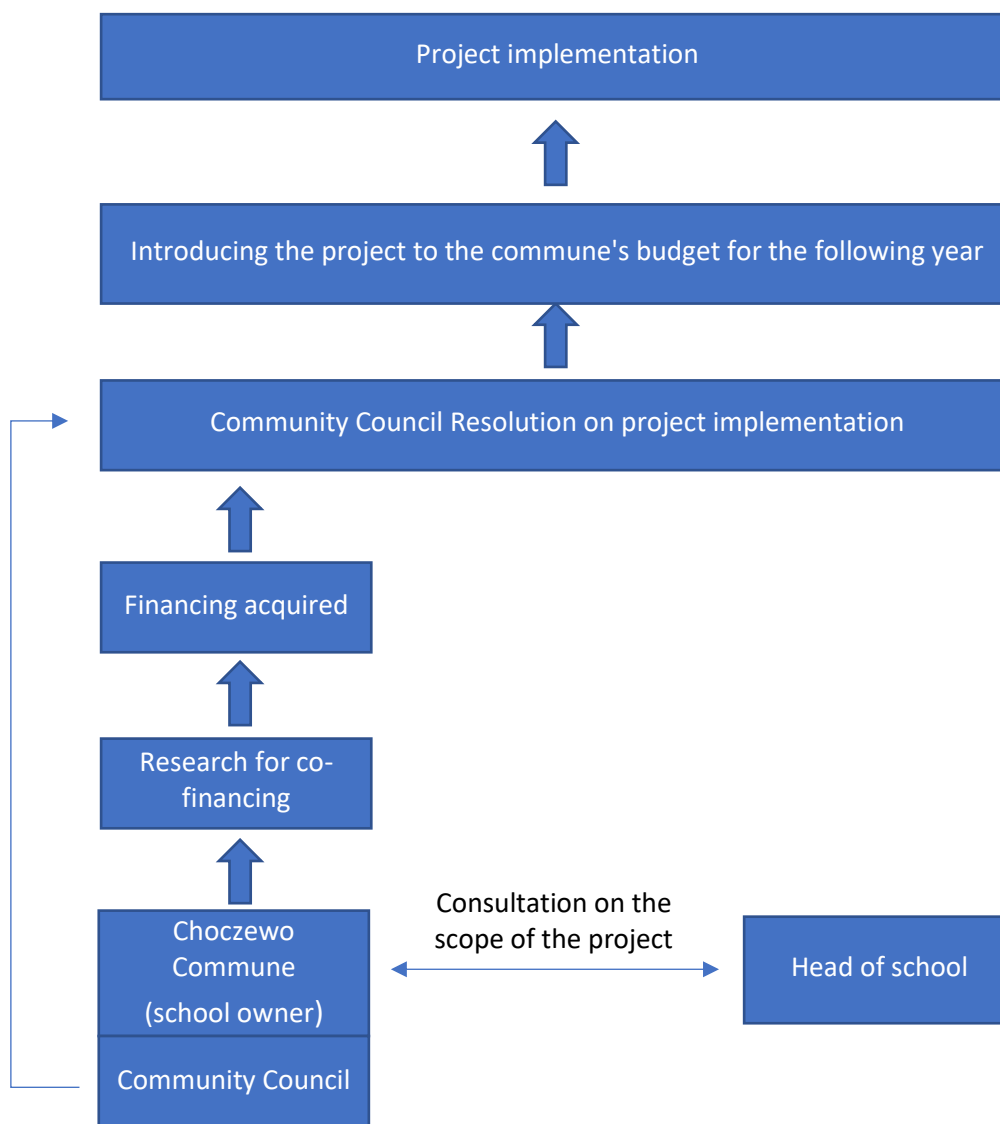 Project implementation
Introducing the project to the commune's budget for the following year
Community Council Resolution on project implementation
Financing acquired
Research for co-
financing
Choczewo
Commune
(school owner)
Community Council
Consultation on the
scope of the project
Head of school